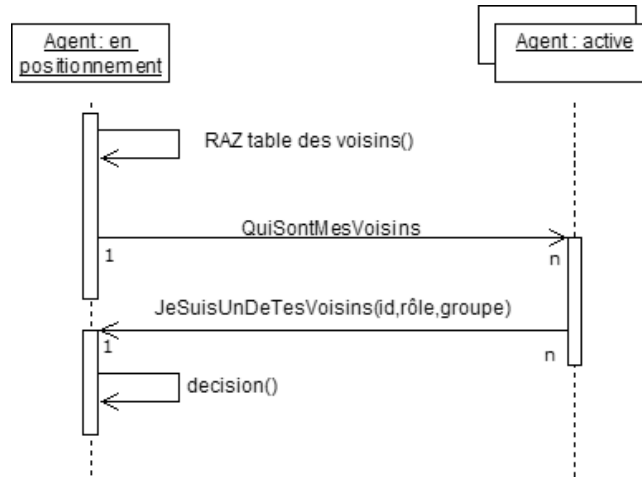 Agent : en
positionnement
Agent : active
RAZ table des voisins()
QuiSontMesVoisins
1
n
JeSuisUnDeTesVoisins(id,rôle,groupe)
1
n
decision()